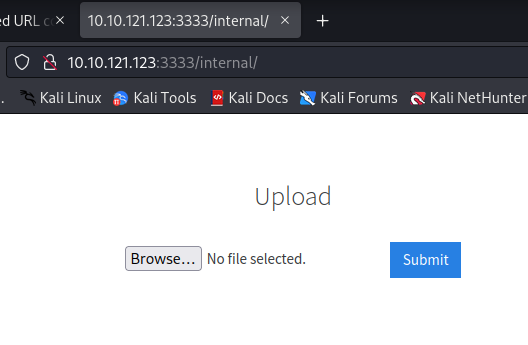 ed URL c
10.10.121.123:3333/internal/
10.10.121.123:3333/internal/
. Kali Linux Kali Tools Kali Docs Kali Forums Kali NetHunter
Upload
Browse... No file selected. Submit